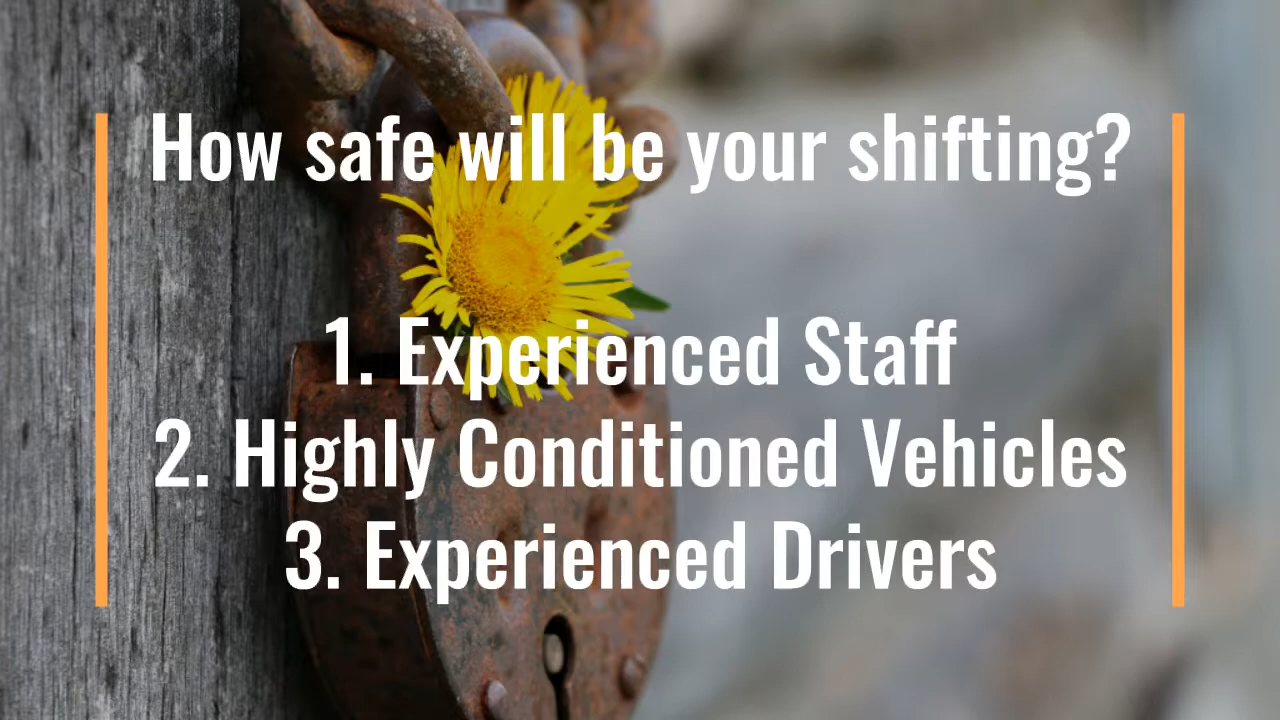 How safe will be your shifting?
1. Experienced Staff
2. Highly Conditioned Vehicles
3. Experienced Drivers